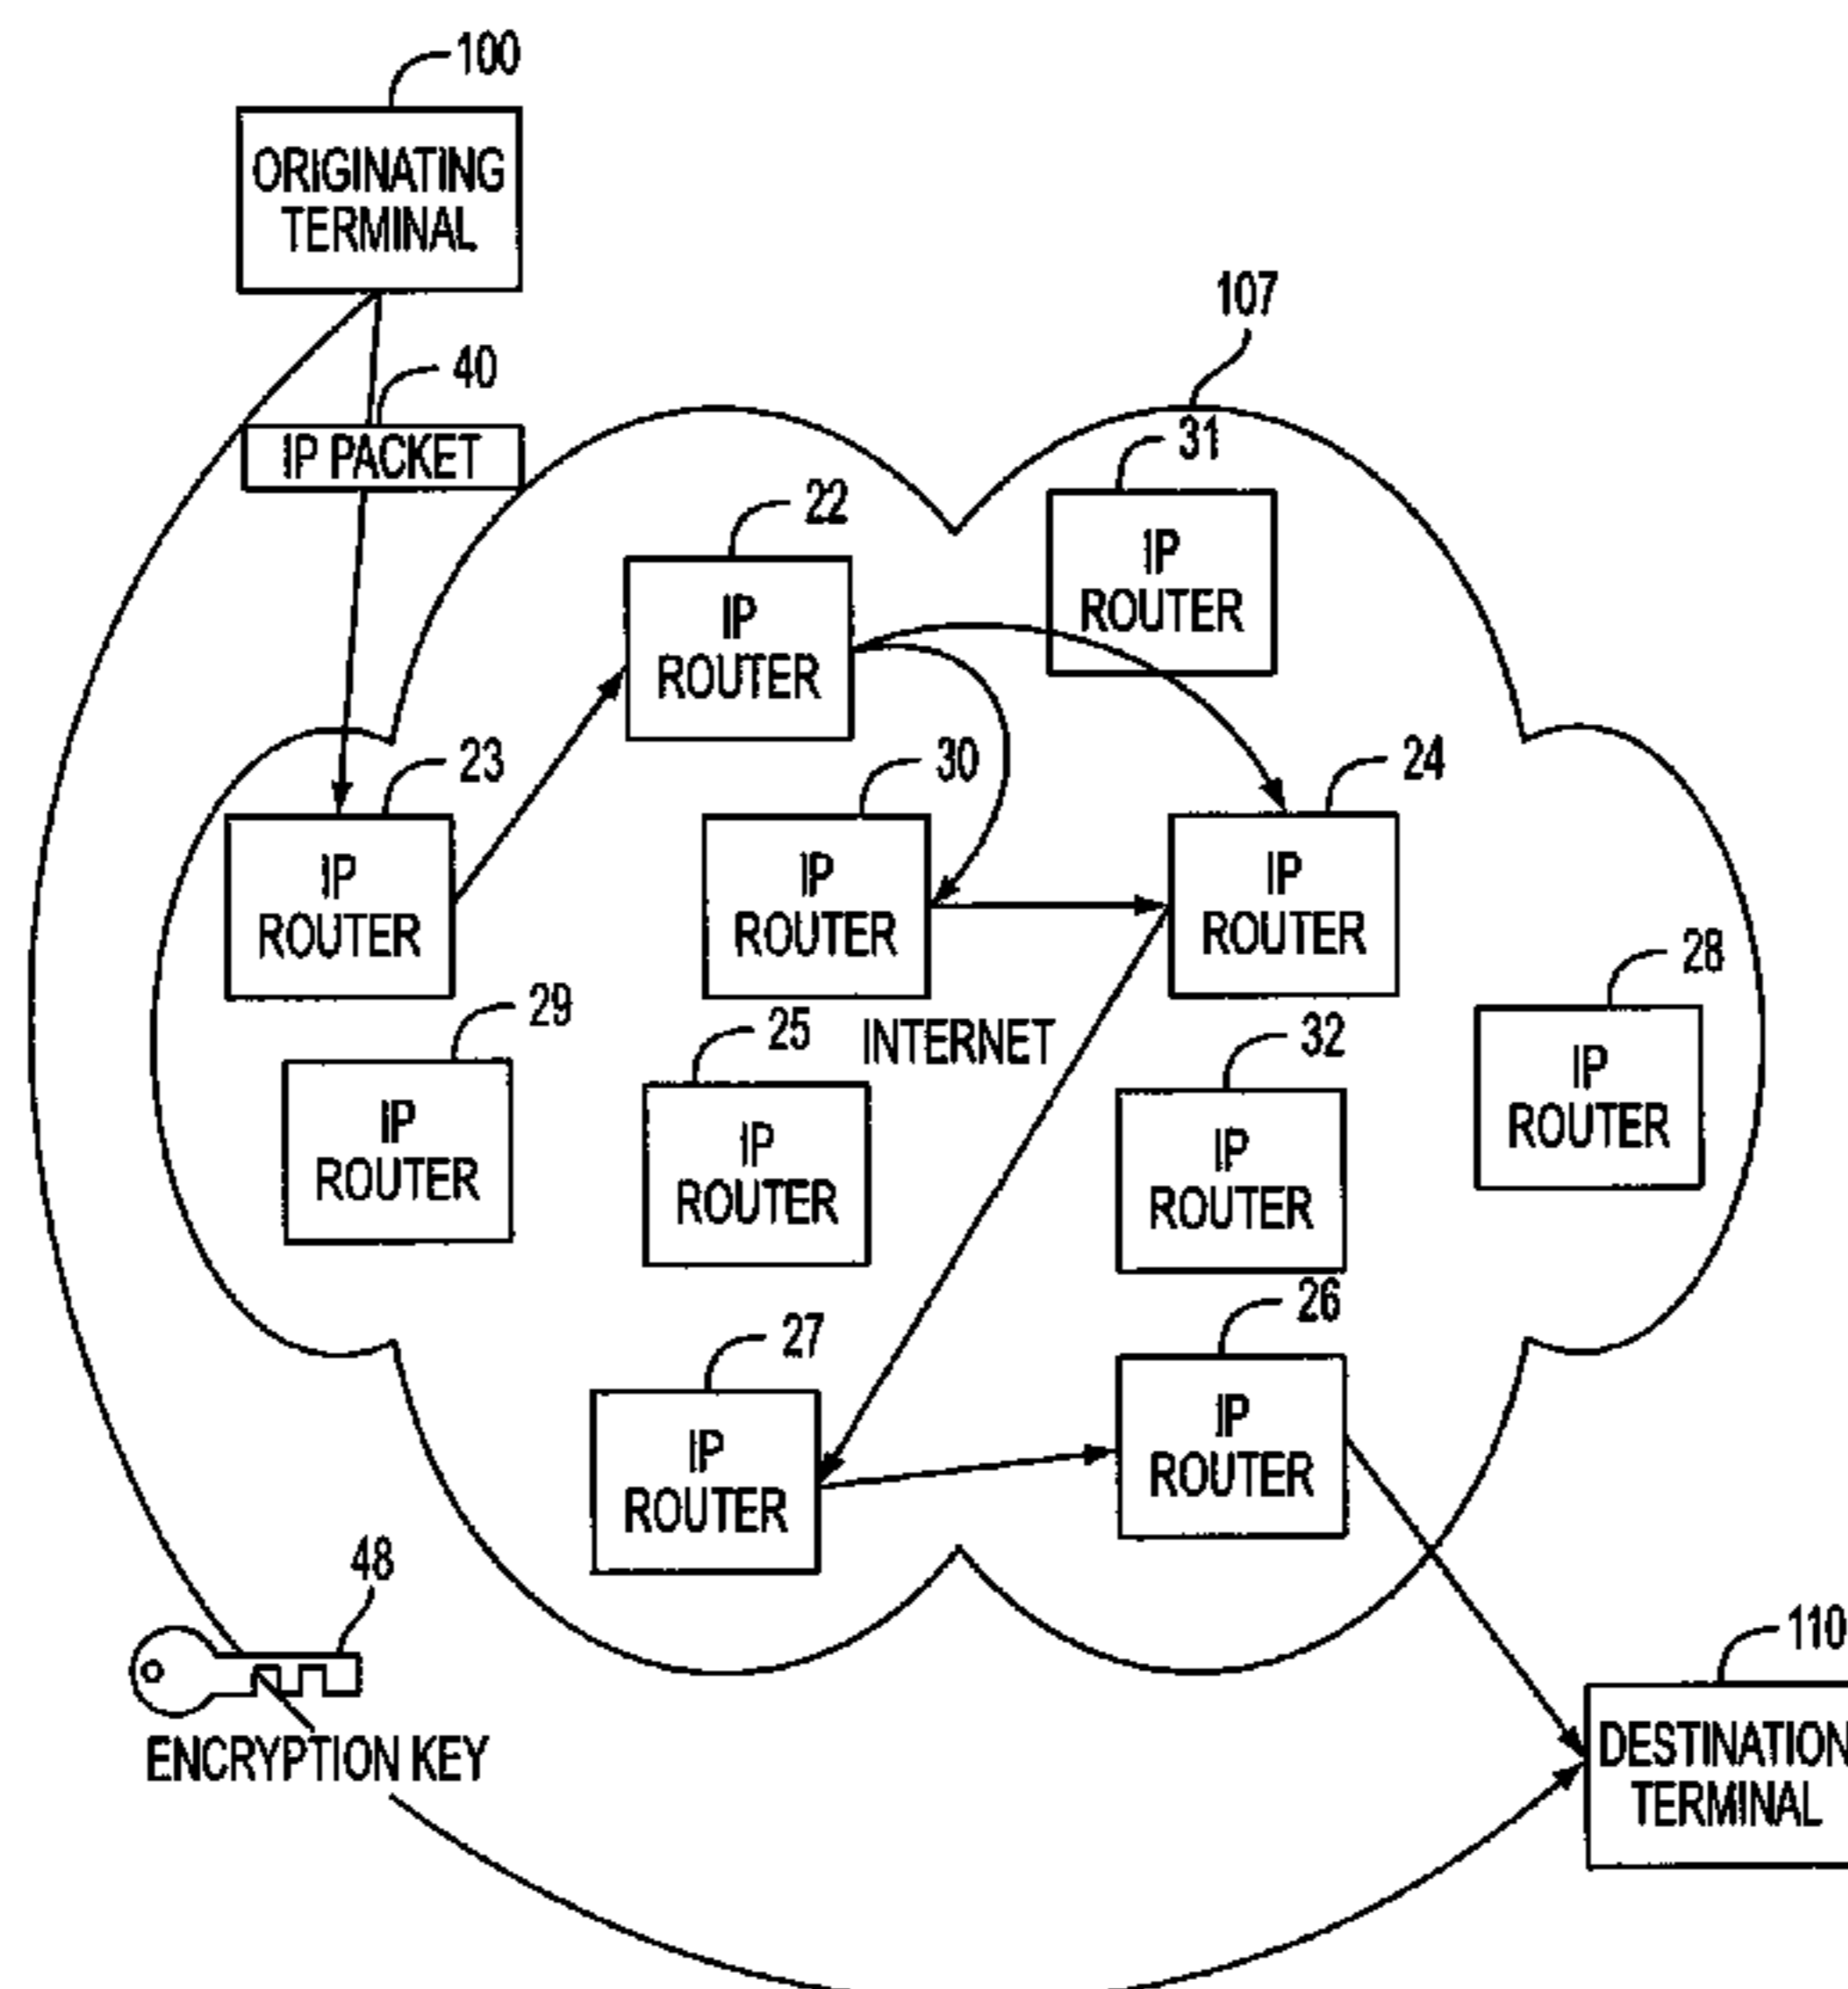 100
ORIGINATING
TERMINAL
107
40
IP PACKET
31
IP
ROUTER
22
IP
ROUTER
23
IP
ROUTER
30
IP
ROUTER
24
IP
ROUTER
28
IP
ROUTER
29
IP
ROUTER
25
IP
ROUTER
INTERNET
32
IP
ROUTER
27
IP
ROUTER
26
IP
ROUTER
48
ENCRYPTION KEY
110
DESTINATION
TERMINAL